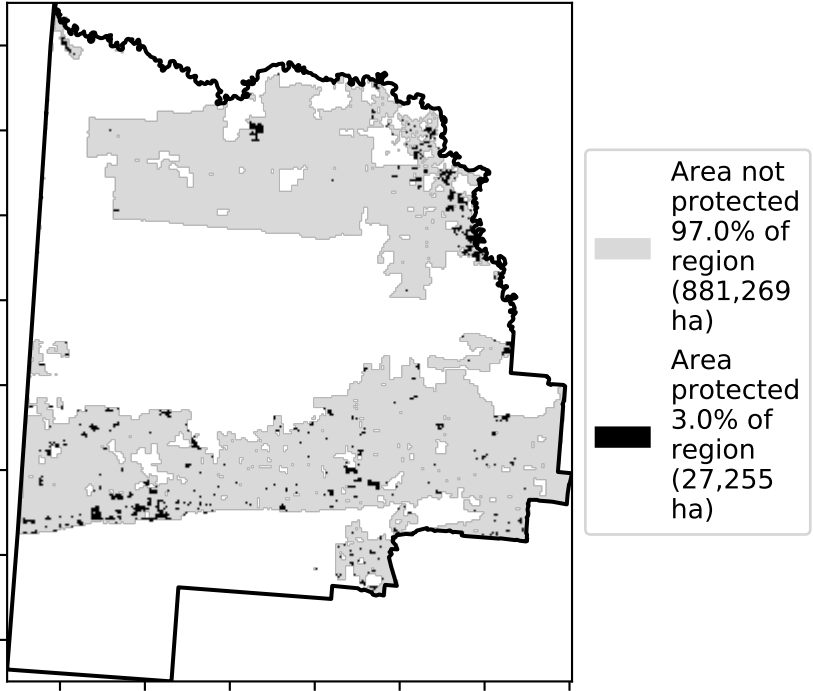 Area not
protected
97.0% of
region
(881,269
ha)
Area
protected
3.0% of
region
(27,255
ha)